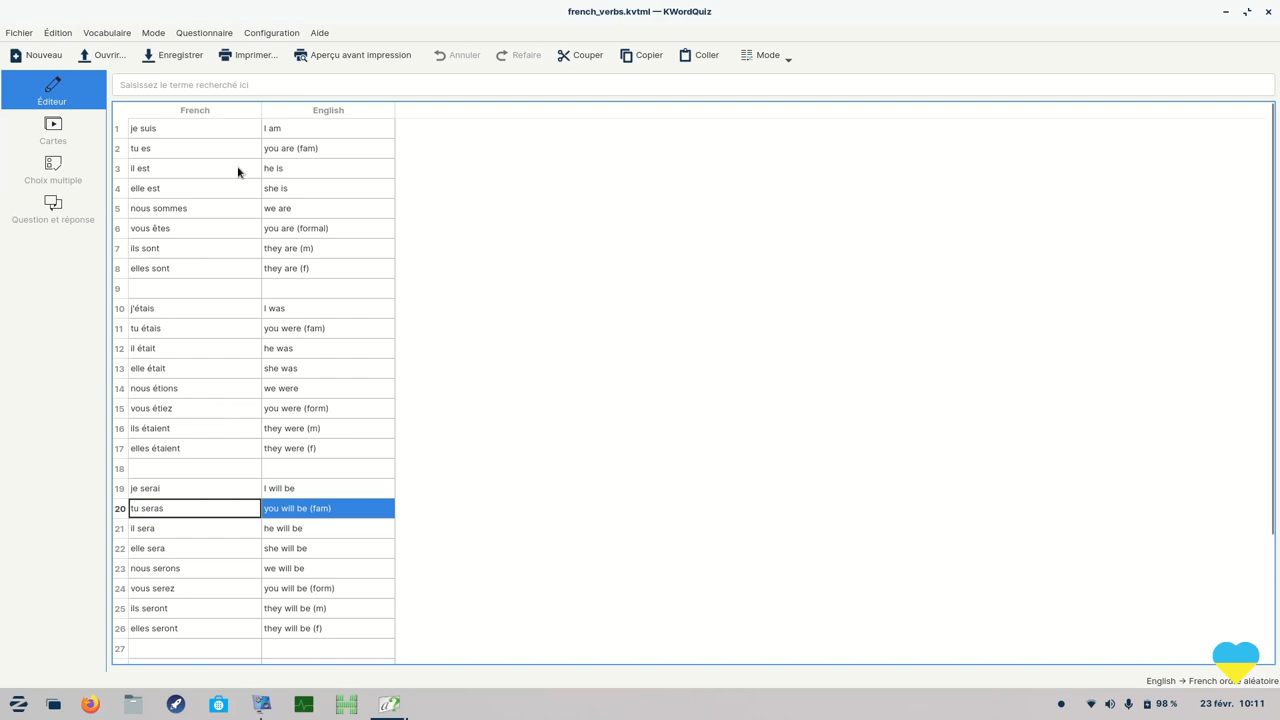 french_verbs.kvtml — KWordQuiz
Fichier Édition Vocabulaire Mode Questionnaire Configuration Aide
Nouveau Ouvrir... Enregistrer Imprimer... Aperçu avant impression Annuler Refaire Couper Copier Coller Mode
Éditeur
Cartes
Choix multiple
Question et réponse
Saisissez le terme recherché ici
French English
1 je suis I am
2 tu es you are (fam)
3 il est he is
4 elle est she is
5 nous sommes we are
6 vous êtes you are (formal)
7 ils sont they are (m)
8 elles sont they are (f)
9
10 j'étais I was
11 tu étais you were (fam)
12 il était he was
13 elle était she was
14 nous étions we were
15 vous étiez you were (form)
16 ils étaient they were (m)
17 elles étaient they were (f)
18
19 je serai I will be
20 tu seras you will be (fam)
21 il sera he will be
22 elle sera she will be
23 nous serons we will be
24 vous serez you will be (form)
25 ils seront they will be (m)
26 elles seront they will be (f)
27
English → French ordre aléatoire
98 % 23 févr. 10:11